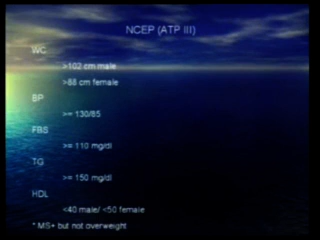 NCEP (ATP III)
WC
>102 cm male
>88 cm female
BP
>= 130/85
FBS
>= 110 mg/dl
TG
>= 150 mg/dl
HDL
<40 male/ <50 female
* MS+ but not overweight